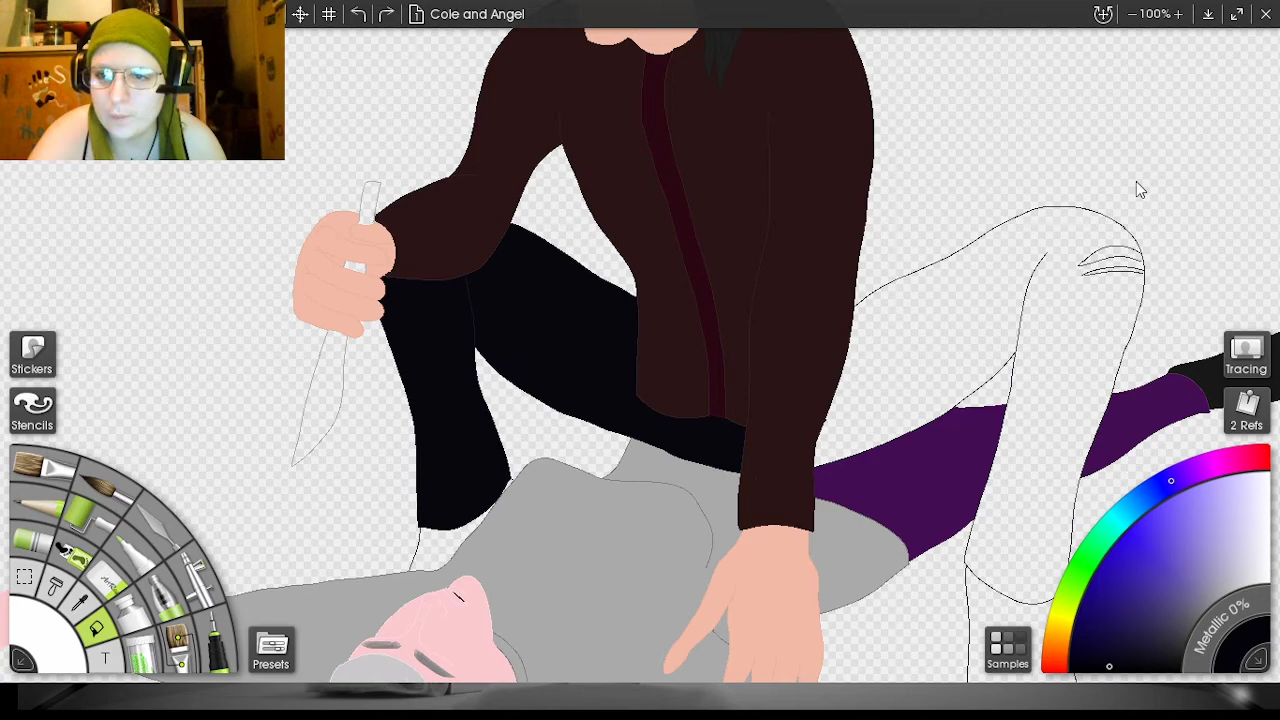 Cole and Angel
100%
Stickers
Tracing
Stencils
2 Refs
Metallic 0%
T
Presets
Samples